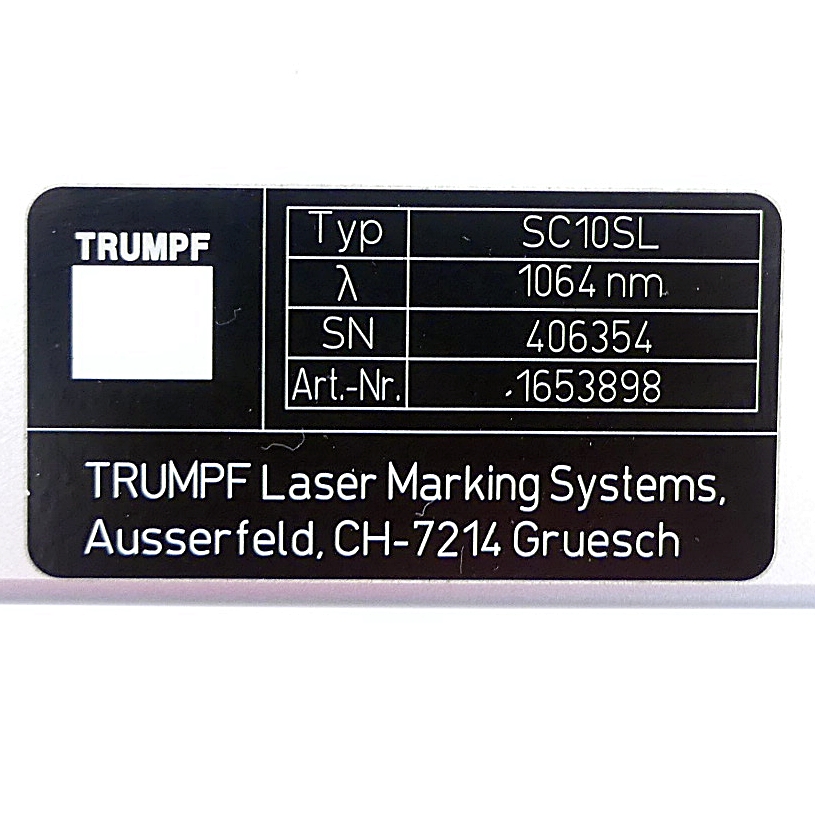 TRUMPF
Typ SC10SL
λ 1064 nm
SN 406354
Art.-Nr. 1653898
TRUMPF Laser Marking Systems,
Ausserfeld, CH-7214 Gruesch